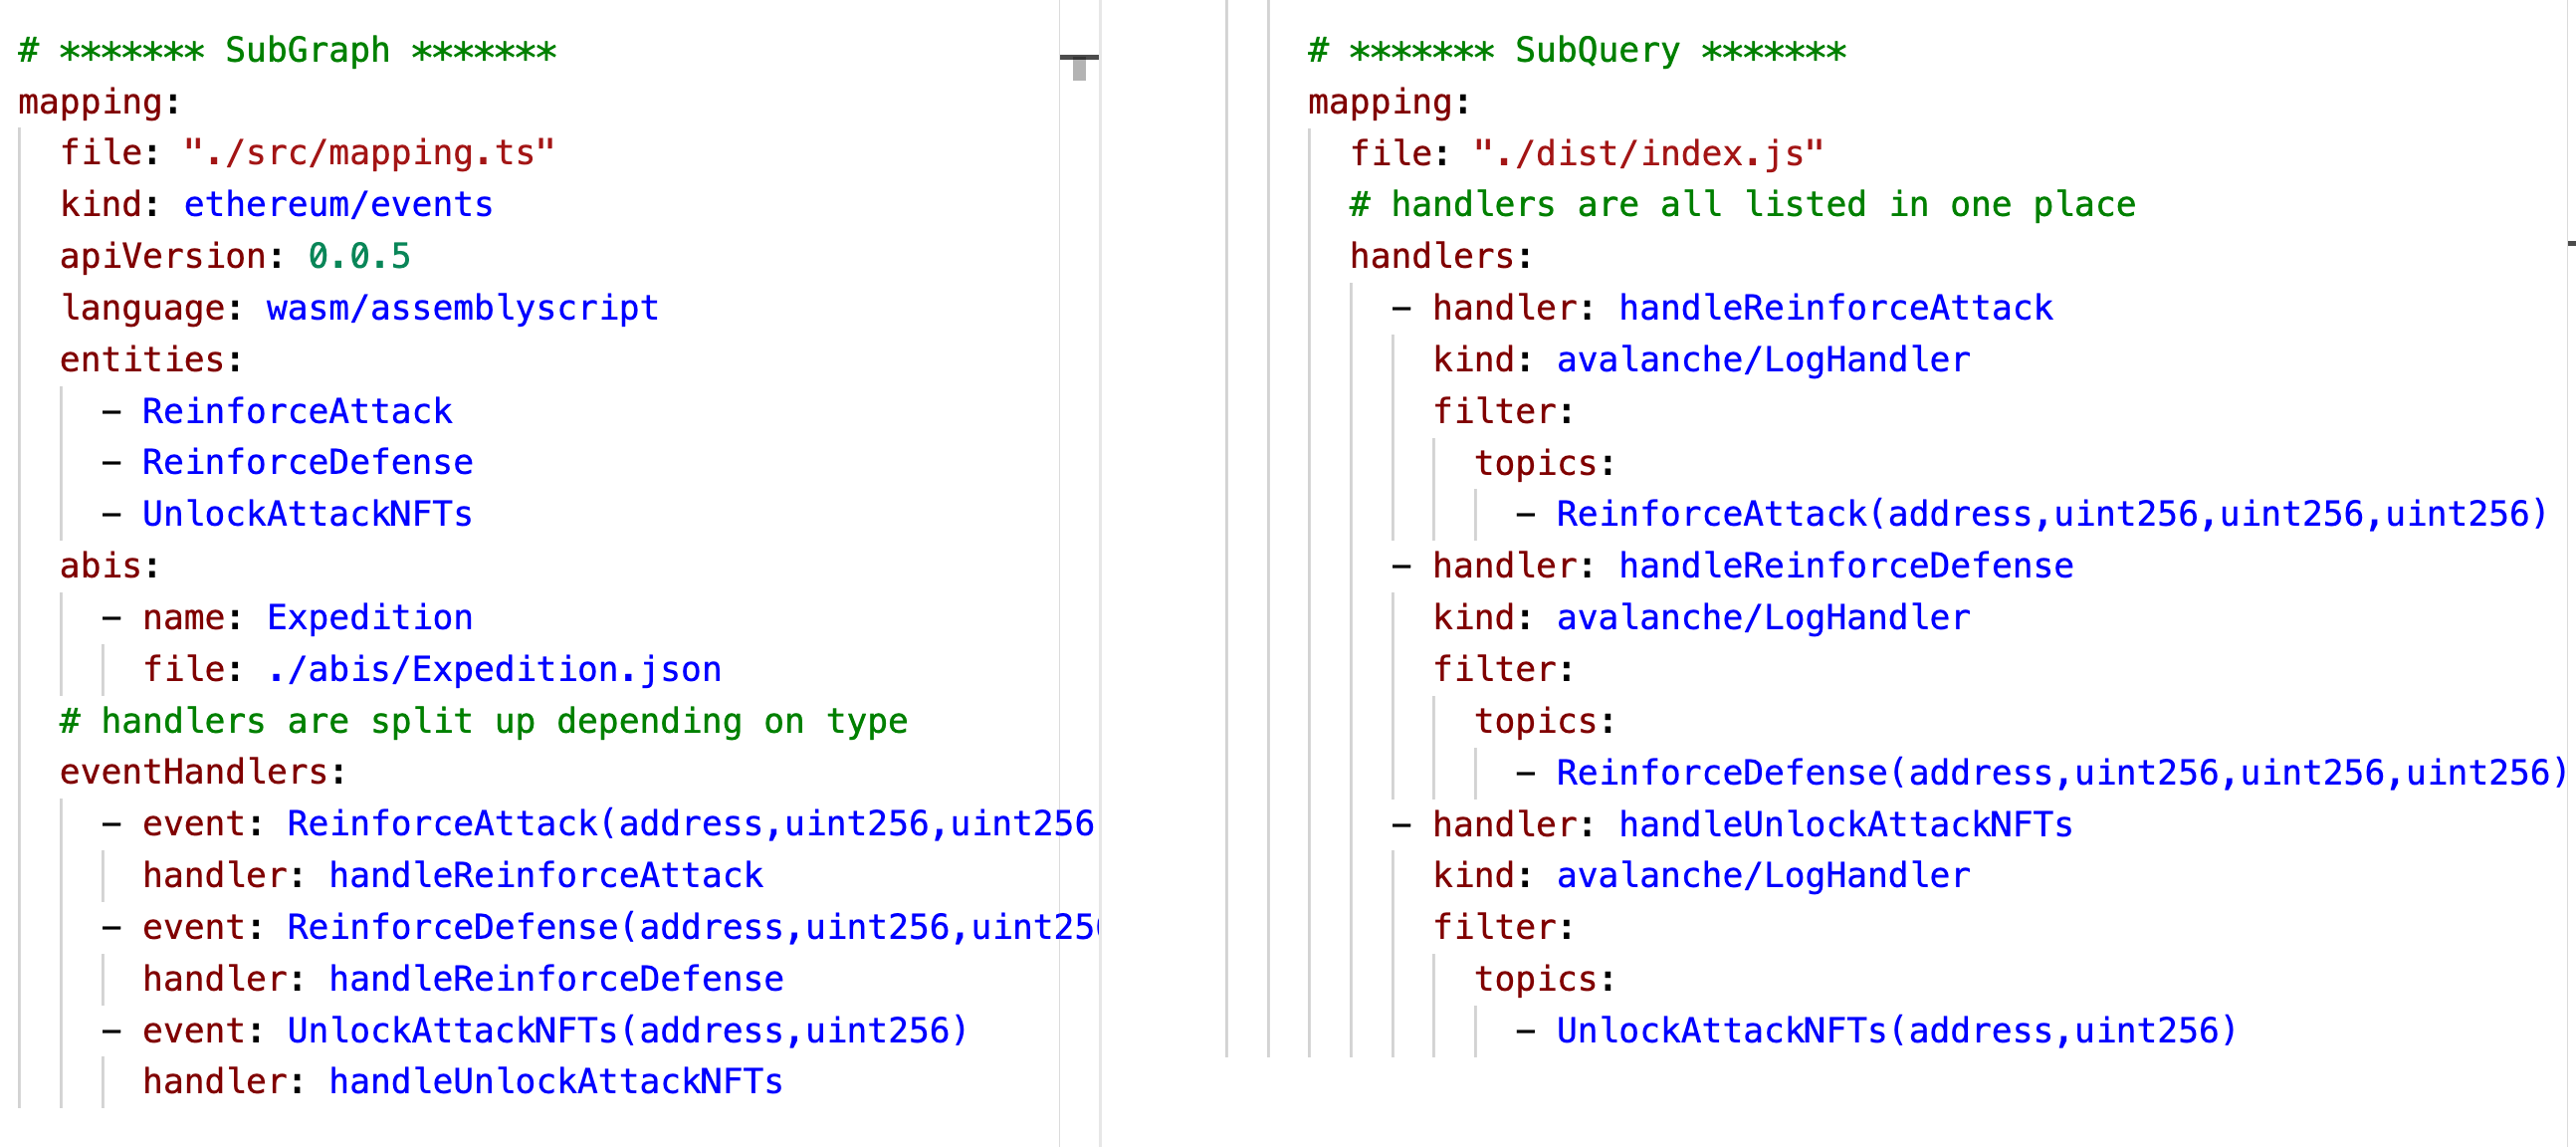 # ******* SubGraph *******
mapping:
  file: "./src/mapping.ts"
  kind: ethereum/events
  apiVersion: 0.0.5
  language: wasm/assemblyscript
  entities:
    - ReinforceAttack
    - ReinforceDefense
    - UnlockAttackNFTs
  abis:
    - name: Expedition
      file: ./abis/Expedition.json
  # handlers are split up depending on type
  eventHandlers:
    - event: ReinforceAttack(address,uint256,uint256
      handler: handleReinforceAttack
    - event: ReinforceDefense(address,uint256,uint25
      handler: handleReinforceDefense
    - event: UnlockAttackNFTs(address,uint256)
      handler: handleUnlockAttackNFTs
# ******* SubQuery *******
mapping:
  file: "./dist/index.js"
  # handlers are all listed in one place
  handlers:
    - handler: handleReinforceAttack
      kind: avalanche/LogHandler
      filter:
        topics:
          - ReinforceAttack(address,uint256,uint256,uint256)
    - handler: handleReinforceDefense
      kind: avalanche/LogHandler
      filter:
        topics:
          - ReinforceDefense(address,uint256,uint256,uint256)
    - handler: handleUnlockAttackNFTs
      kind: avalanche/LogHandler
      filter:
        topics:
          - UnlockAttackNFTs(address,uint256)